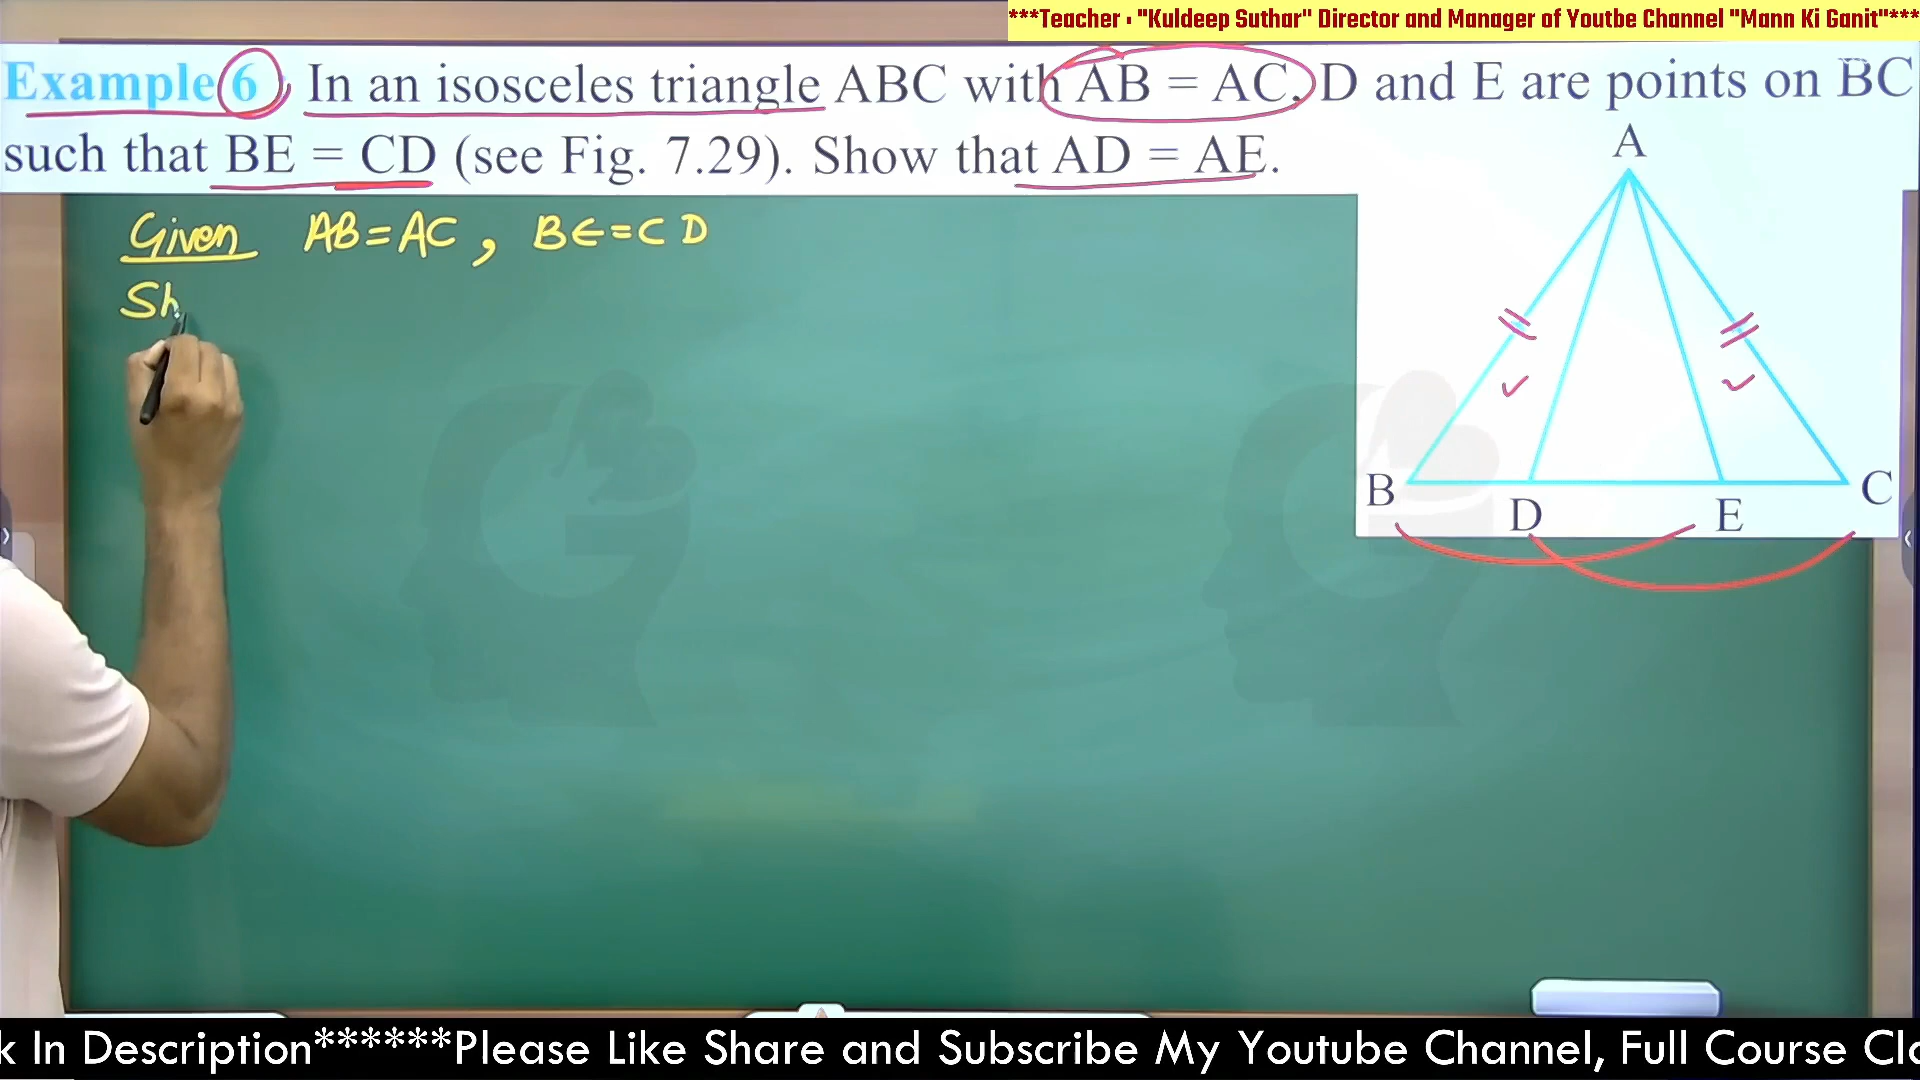 ***Teacher : "Kuldeep Suthar" Director and Manager of Youtbe Channel "Mann Ki Ganit"***
Example 6 : In an isosceles triangle ABC with AB = AC, D and E are points on BC
such that BE = CD (see Fig. 7.29). Show that AD = AE.
A
Given AB = AC , BE = CD
Sh
B
C
D
E
k In Description******Please Like Share and Subscribe My Youtube Channel, Full Course Cla